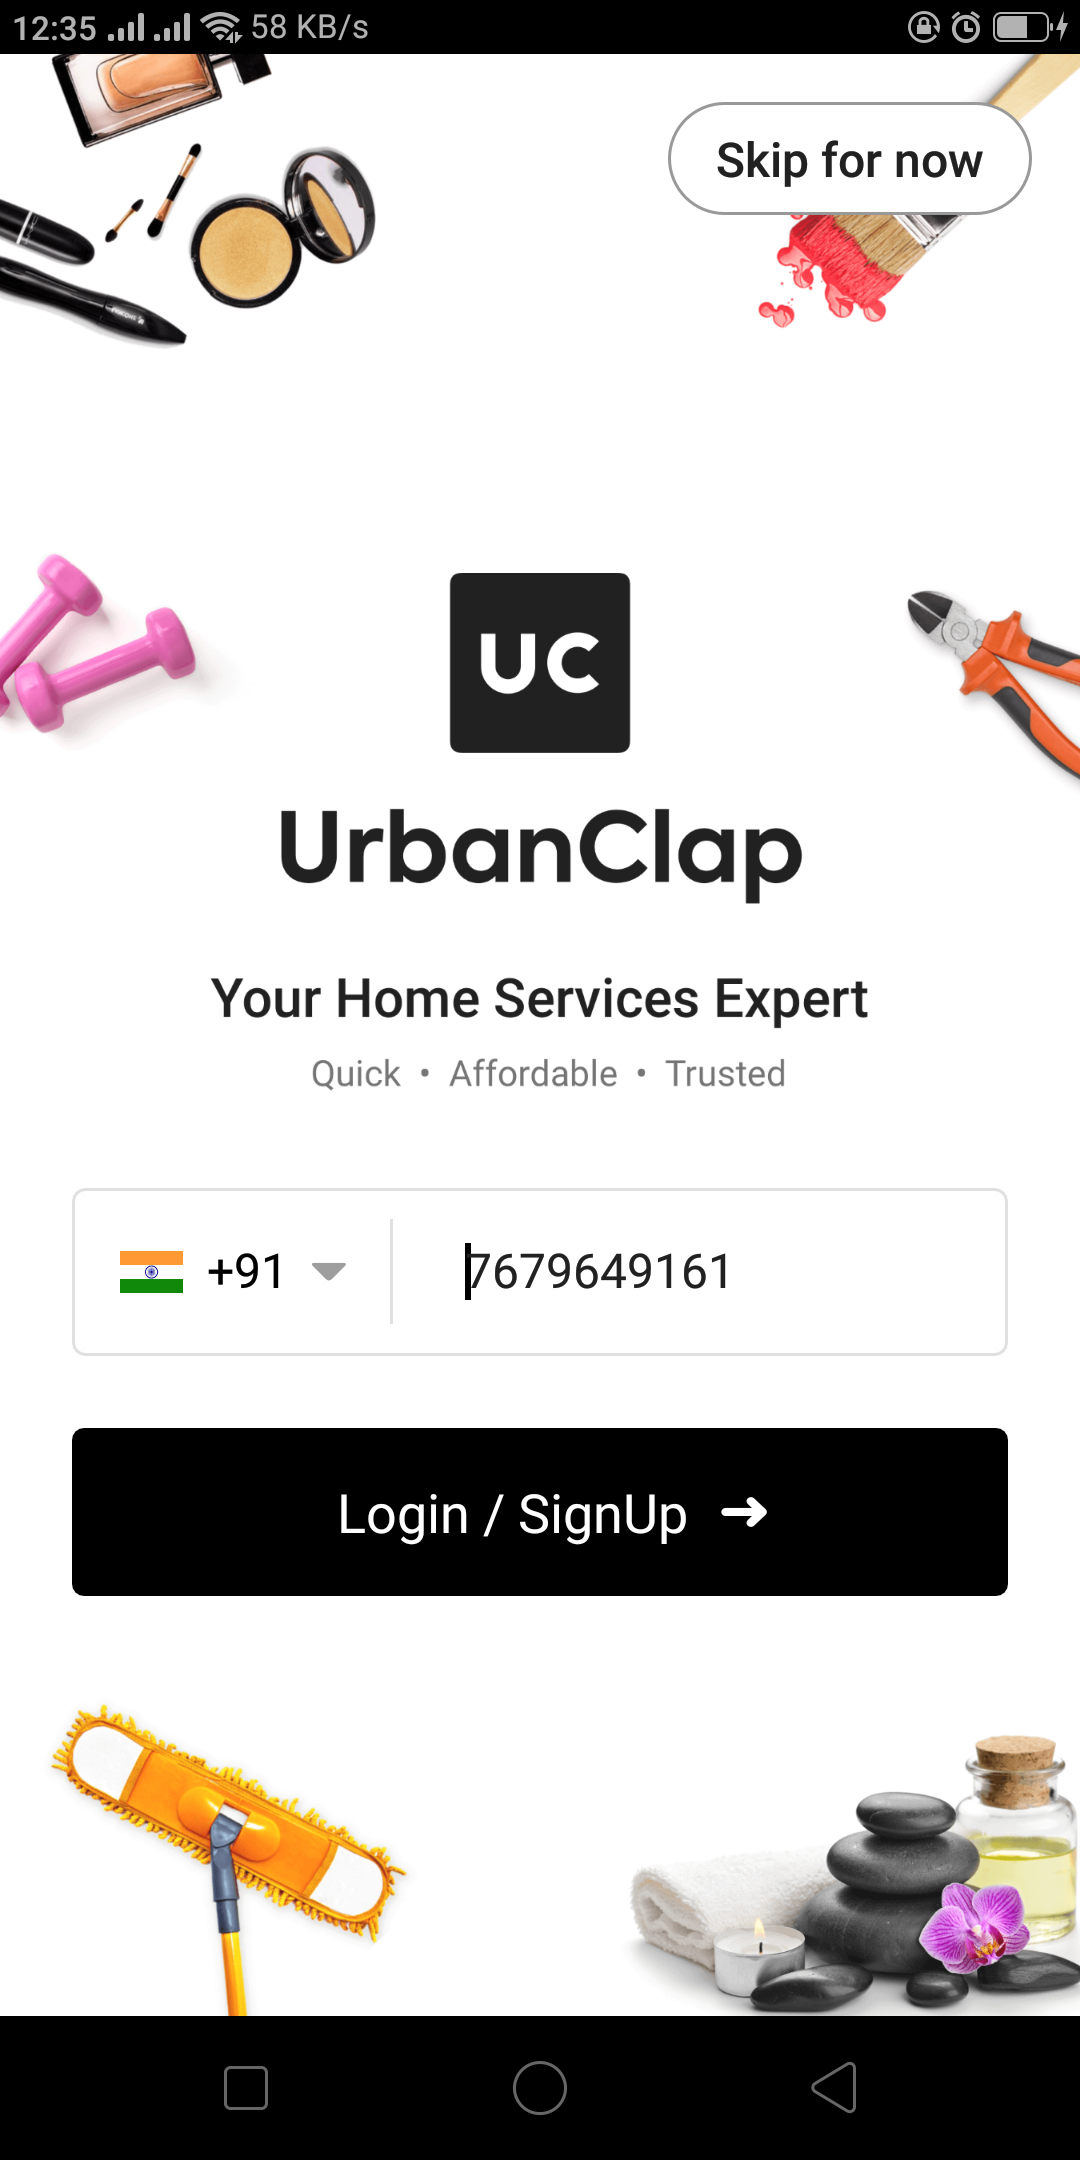 12:35 58 KB/s
Skip for now
UC
UrbanClap
Your Home Services Expert
Quick • Affordable • Trusted
+91 7679649161
Login / SignUp ➜